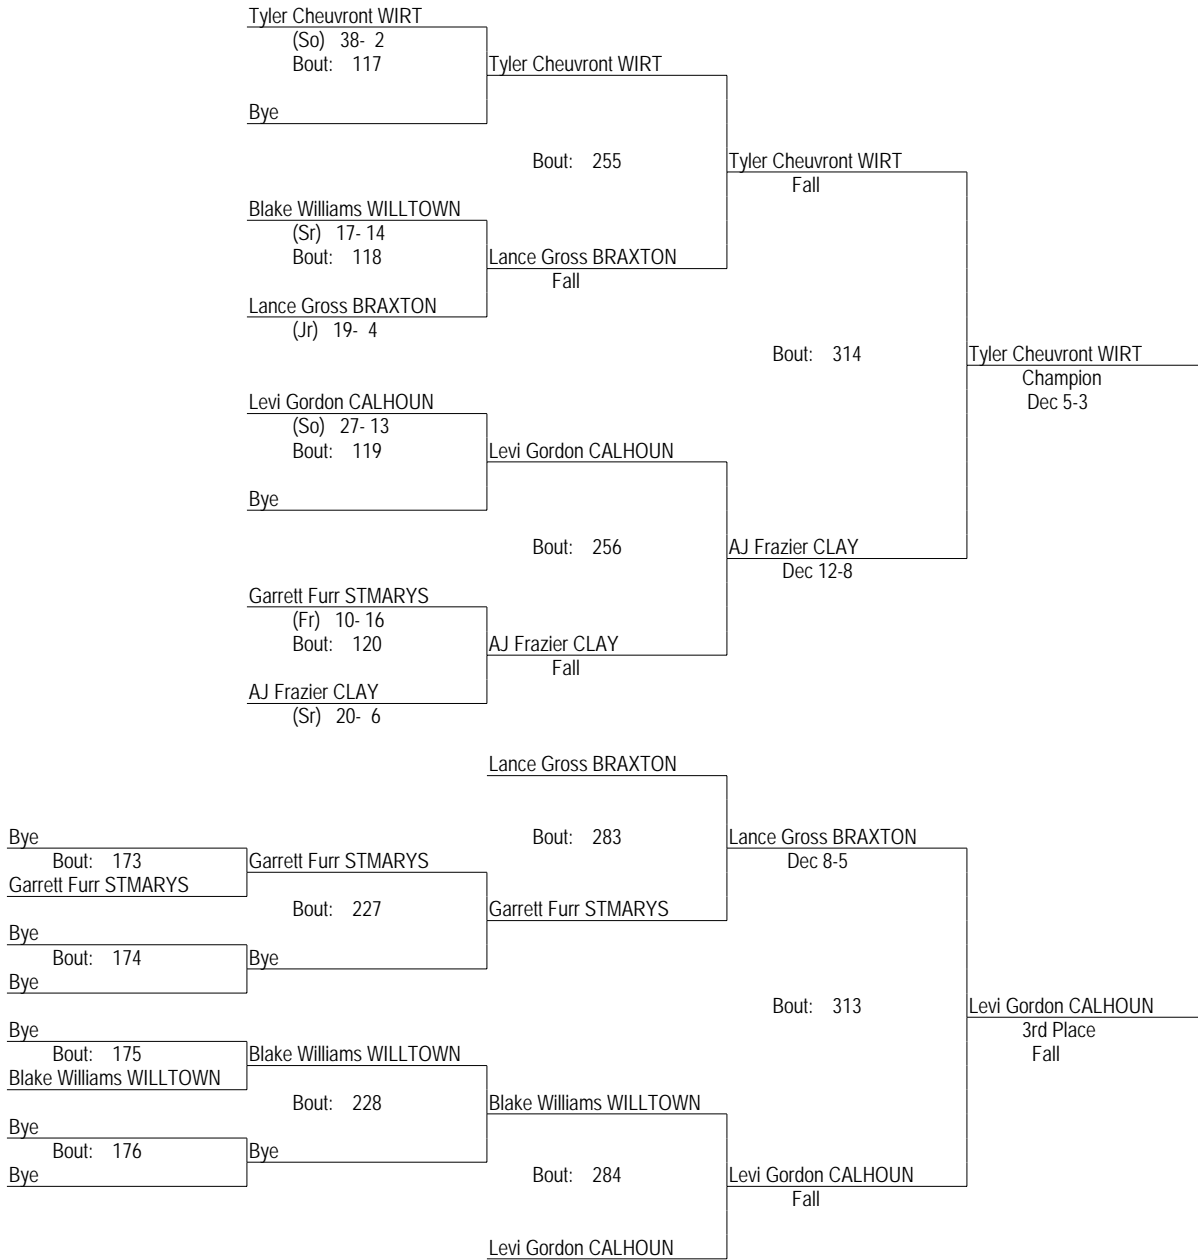 Tyler Cheuvront WIRT
(So) 38- 2
Bout: 117
Tyler Cheuvront WIRT
Bye
Bout: 255
Tyler Cheuvront WIRT
Fall
Blake Williams WILLTOWN
(Sr) 17- 14
Bout: 118
Lance Gross BRAXTON
Fall
Lance Gross BRAXTON
(Jr) 19- 4
Bout: 314
Tyler Cheuvront WIRT
Champion
Dec 5-3
Levi Gordon CALHOUN
(So) 27- 13
Bout: 119
Levi Gordon CALHOUN
Bye
Bout: 256
AJ Frazier CLAY
Dec 12-8
Garrett Furr STMARYS
(Fr) 10- 16
Bout: 120
AJ Frazier CLAY
Fall
AJ Frazier CLAY
(Sr) 20- 6
Lance Gross BRAXTON
Bout: 283
Lance Gross BRAXTON
Dec 8-5
Bye
Bout: 173
Garrett Furr STMARYS
Garrett Furr STMARYS
Bout: 227
Garrett Furr STMARYS
Bye
Bout: 174
Bye
Bye
Bout: 313
Levi Gordon CALHOUN
3rd Place
Fall
Bye
Bout: 175
Blake Williams WILLTOWN
Blake Williams WILLTOWN
Bout: 228
Blake Williams WILLTOWN
Bye
Bout: 176
Bye
Bye
Bout: 284
Levi Gordon CALHOUN
Fall
Levi Gordon CALHOUN